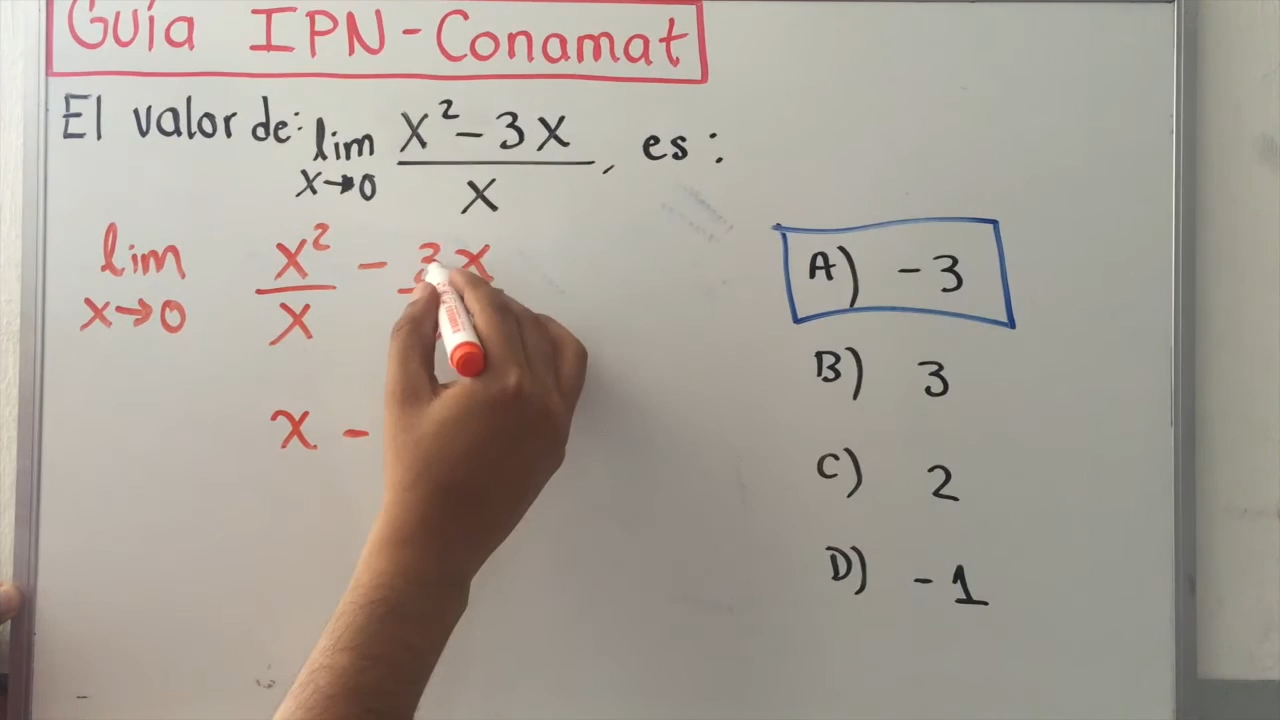 Guía IPN-Conamat
El valor de: lim x→0 x² - 3x / x, es:
lim x→0 x²/x - 3x
x -
A) -3
B) 3
C) 2
D) -1